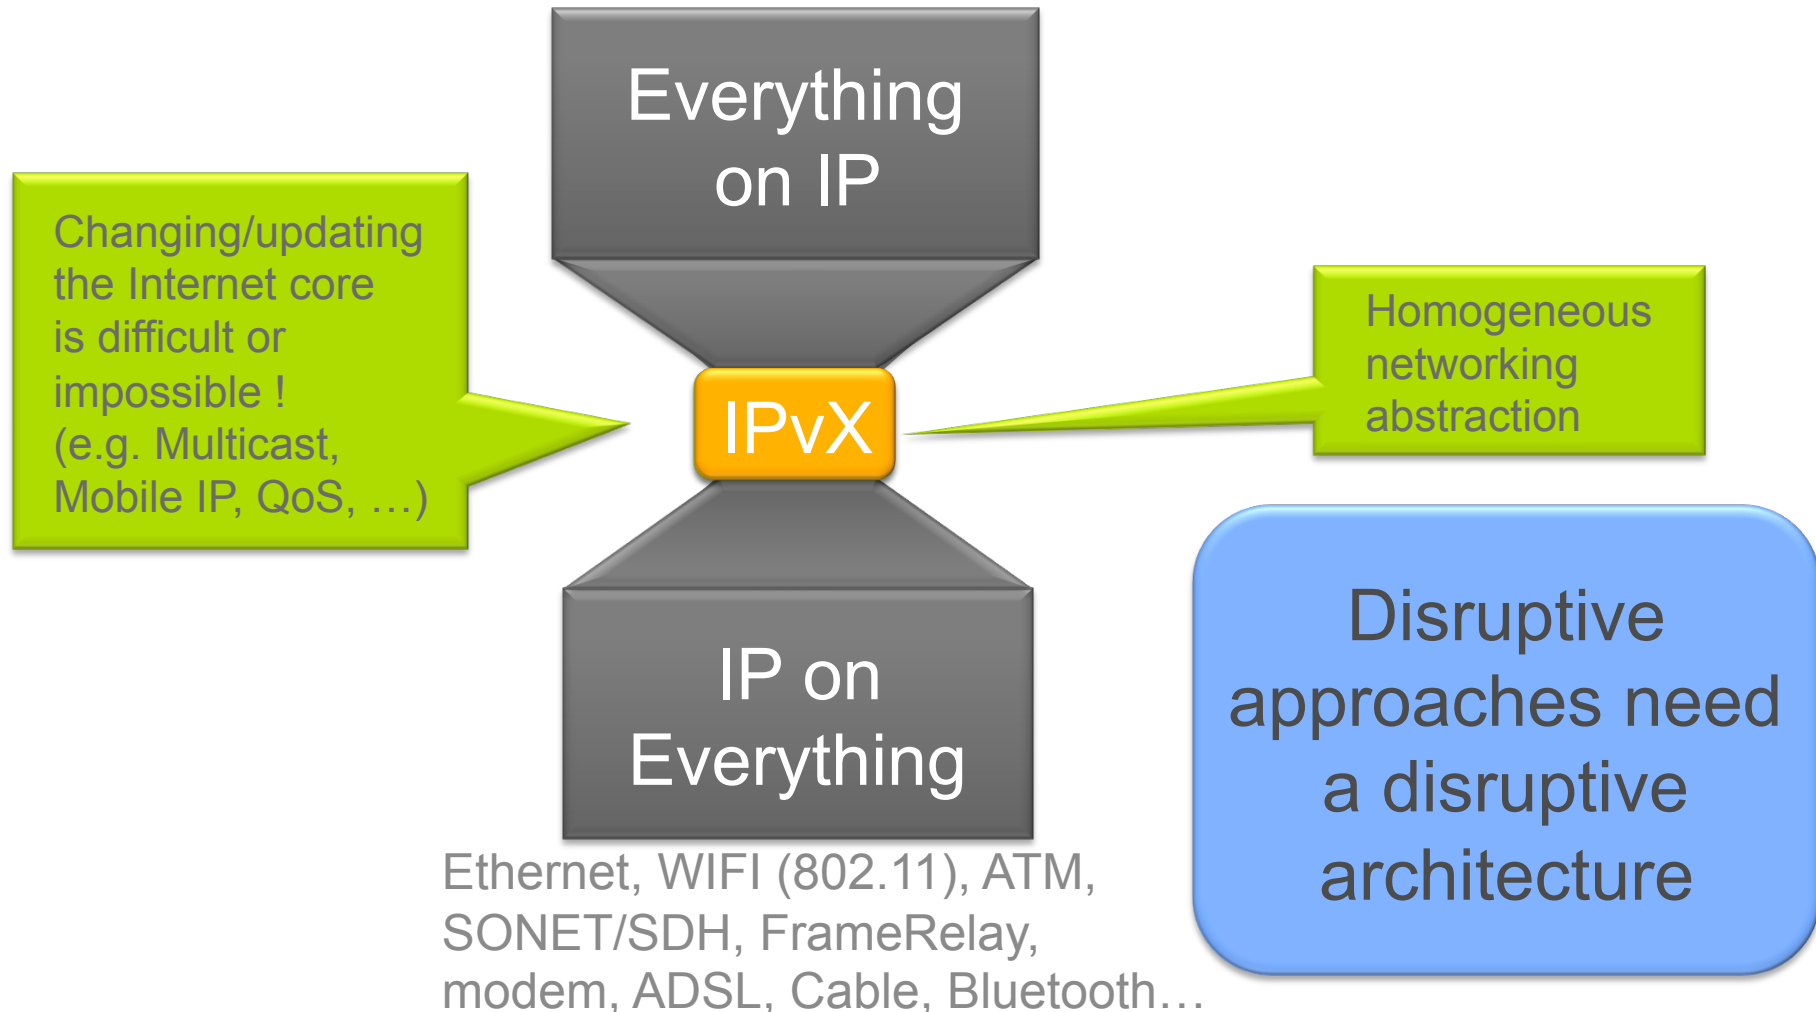 Everything
on IP
Changing/updating
the Internet core
is difficult or
impossible !
(e.g. Multicast,
Mobile IP, QoS, …)
IPvX
Homogeneous
networking
abstraction
IP on
Everything
Ethernet, WIFI (802.11), ATM,
SONET/SDH, FrameRelay,
modem, ADSL, Cable, Bluetooth…
Disruptive
approaches need
a disruptive
architecture